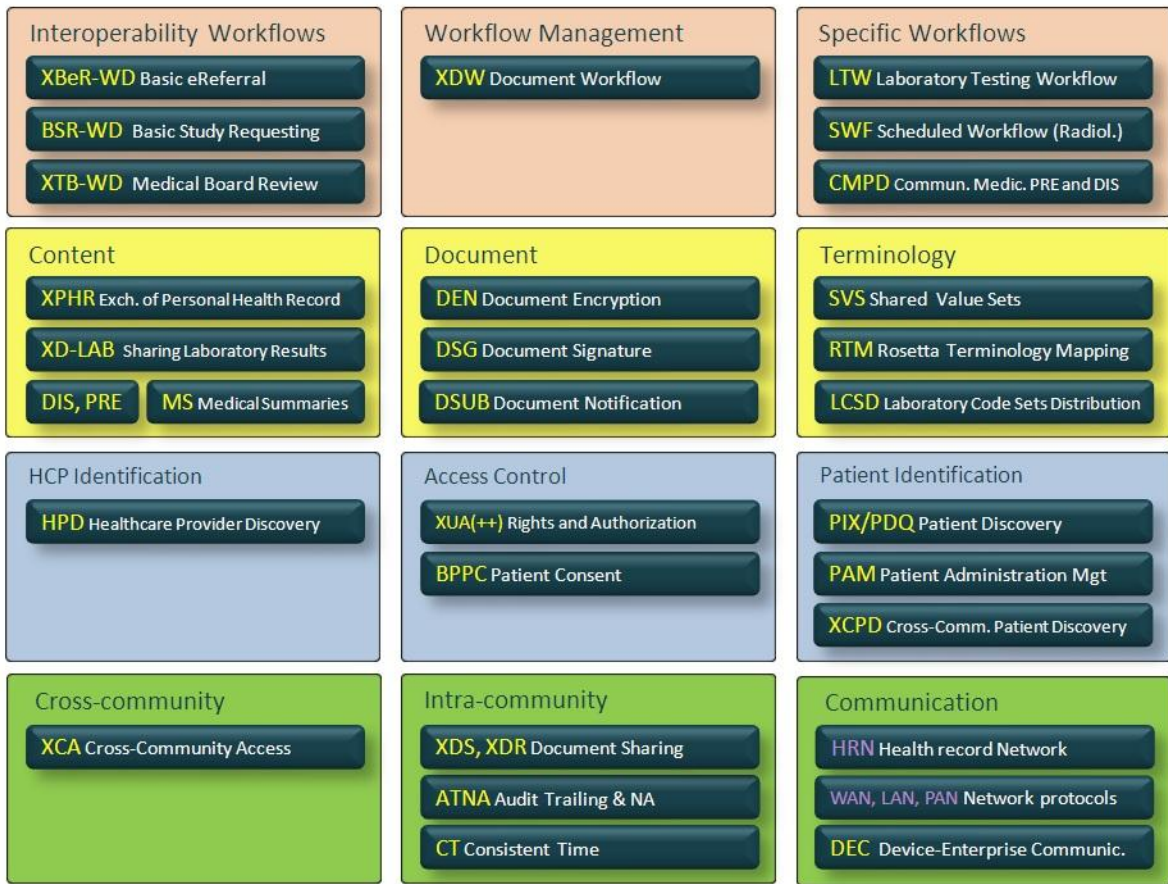 Interoperability Workflows
XBeR-WD Basic eReferral
BSR-WD Basic Study Requesting
XTB-WD Medical Board Review
Workflow Management
XDW Document Workflow
Specific Workflows
LTW Laboratory Testing Workflow
SWF Scheduled Workflow (Radiol.)
CMPD Commun. Medic. PRE and DIS
Content
XPHR Exch. of Personal Health Record
XD-LAB Sharing Laboratory Results
DIS, PRE
MS Medical Summaries
Document
DEN Document Encryption
DSG Document Signature
DSUB Document Notification
Terminology
SVS Shared Value Sets
RTM Rosetta Terminology Mapping
LCSD Laboratory Code Sets Distribution
HCP Identification
HPD Healthcare Provider Discovery
Access Control
XUA(++) Rights and Authorization
BPPC Patient Consent
Patient Identification
PIX/PDQ Patient Discovery
PAM Patient Administration Mgt
XCPD Cross-Comm. Patient Discovery
Cross-community
XCA Cross-Community Access
Intra-community
XDS, XDR Document Sharing
ATNA Audit Trailing & NA
CT Consistent Time
Communication
HRN Health record Network
WAN, LAN, PAN Network protocols
DEC Device-Enterprise Communic.